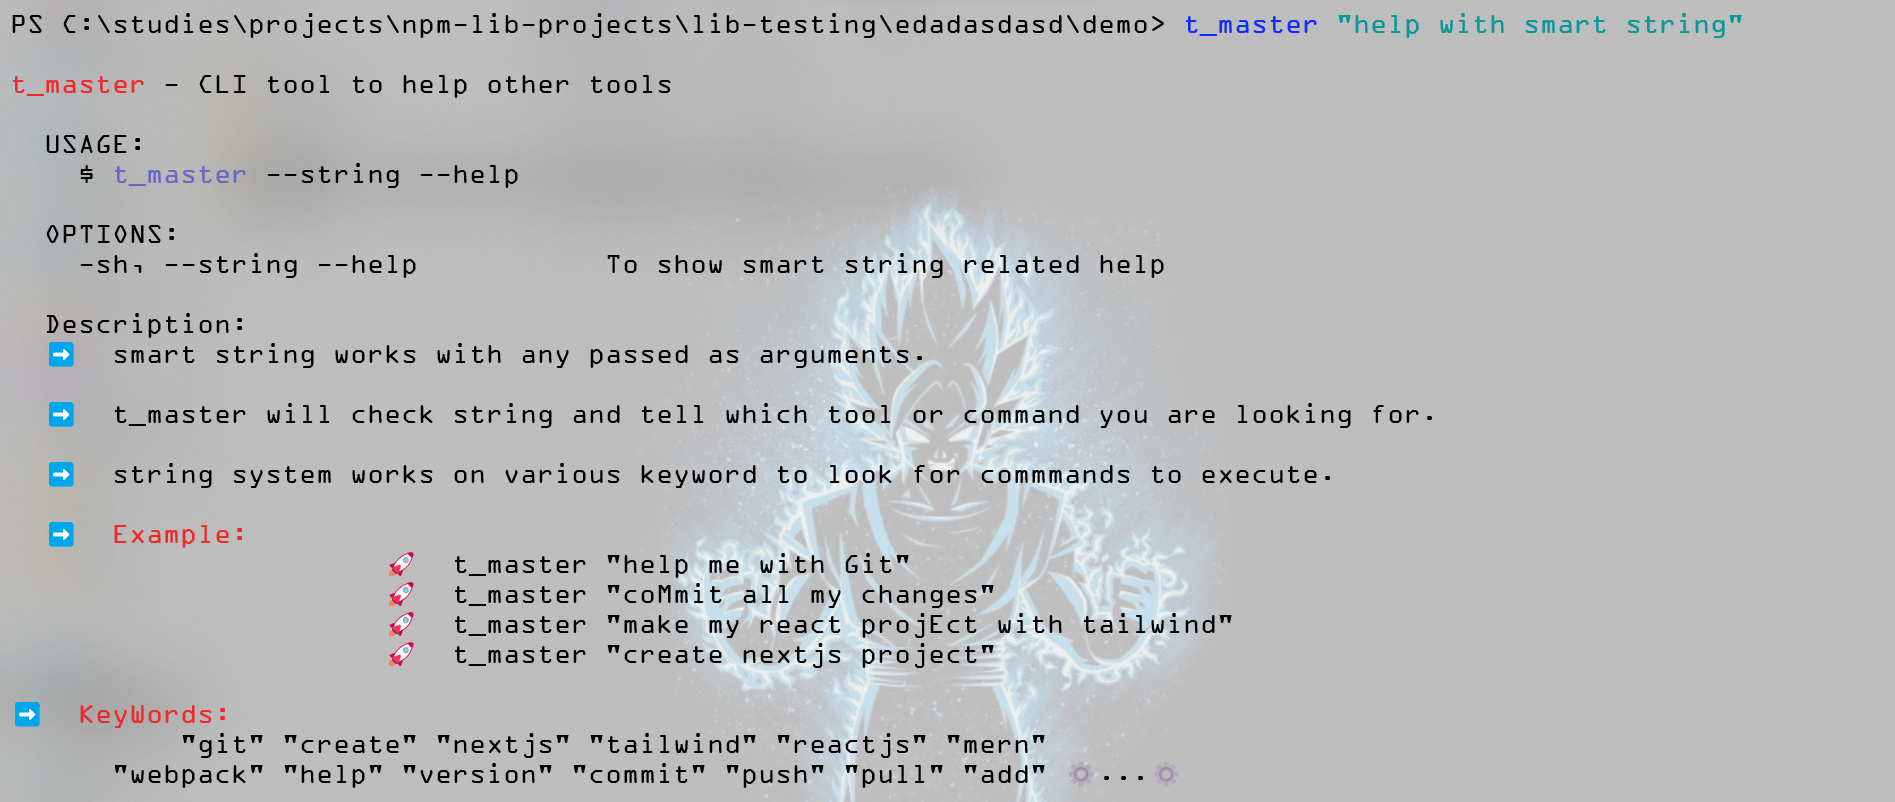 PS C:\studies\projects\npm-lib-projects\lib-testing\edadasdasd\demo> t_master "help with smart string"
t_master - CLI tool to help other tools
USAGE:
$ t_master --string --help
OPTIONS:
-sh, --string --help To show smart string related help
Description:
➡ smart string works with any passed as arguments.
➡ t_master will check string and tell which tool or command you are looking for.
➡ string system works on various keyword to look for commmands to execute.
➡ Example:
🚀 t_master "help me with Git"
🚀 t_master "coMmit all my changes"
🚀 t_master "make my react projEct with tailwind"
🚀 t_master "create nextjs project"
➡ KeyWords:
"git" "create" "nextjs" "tailwind" "reactjs" "mern"
"webpack" "help" "version" "commit" "push" "pull" "add" ⚙...⚙